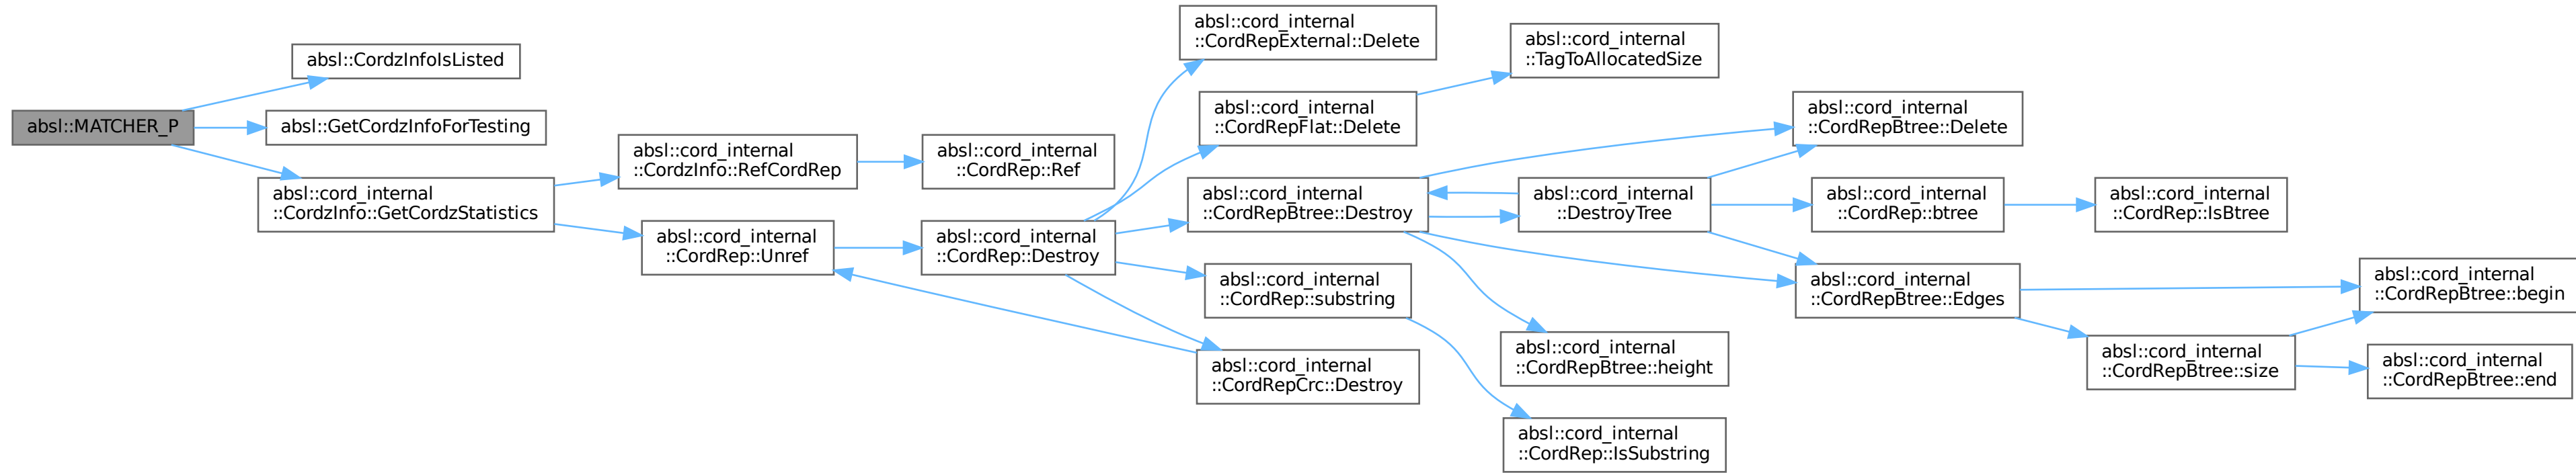 absl::MATCHER_P
absl::CordzInfoIsListed
absl::GetCordzInfoForTesting
absl::cord_internal
::CordzInfo::GetCordzStatistics
absl::cord_internal
::CordzInfo::RefCordRep
absl::cord_internal
::CordRep::Ref
absl::cord_internal
::CordRep::Unref
absl::cord_internal
::CordRep::Destroy
absl::cord_internal
::CordRepExternal::Delete
absl::cord_internal
::CordRepFlat::Delete
absl::cord_internal
::TagToAllocatedSize
absl::cord_internal
::CordRepBtree::Destroy
absl::cord_internal
::DestroyTree
absl::cord_internal
::CordRepBtree::Delete
absl::cord_internal
::CordRep::btree
absl::cord_internal
::CordRep::IsBtree
absl::cord_internal
::CordRep::substring
absl::cord_internal
::CordRepCrc::Destroy
absl::cord_internal
::CordRepBtree::height
absl::cord_internal
::CordRep::IsSubstring
absl::cord_internal
::CordRepBtree::Edges
absl::cord_internal
::CordRepBtree::size
absl::cord_internal
::CordRepBtree::begin
absl::cord_internal
::CordRepBtree::end